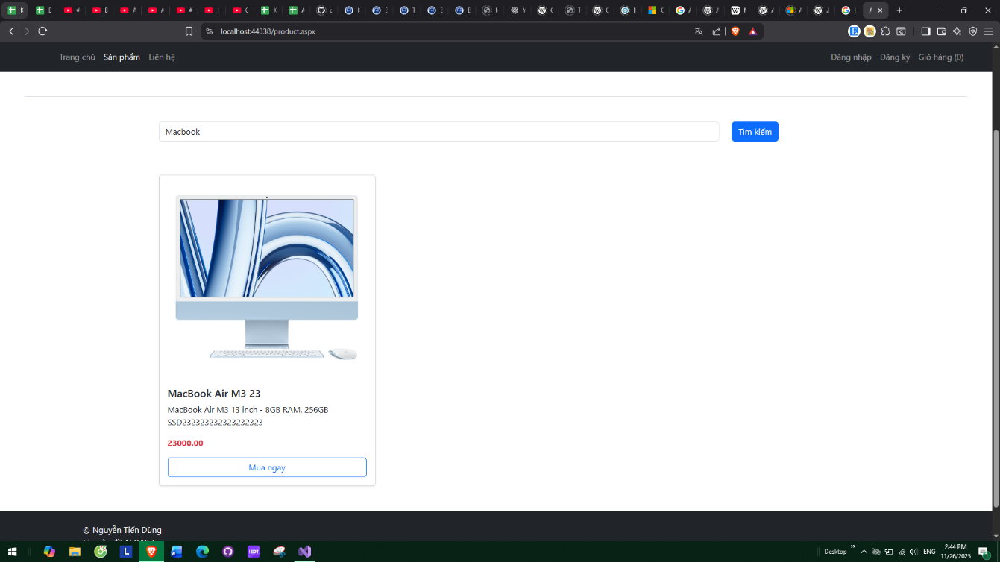 K
B
#
B
A
A
#
H
C
K
A
c
K
E
T
E
E
N
Y
C
T
C
[
C
A
A
M
A
A
J
H
A
localhost:44338/product.aspx
Trang chủ Sản phẩm Liên hệ Đăng nhập Đăng ký Giỏ hàng (0)
Macbook Tìm kiếm
MacBook Air M3 23
MacBook Air M3 13 inch - 8GB RAM, 256GB
SSD232323232323232323
23000.00
Mua ngay
© Nguyễn Tiến Dũng
Desktop ENG 2:44 PM
11/26/2025